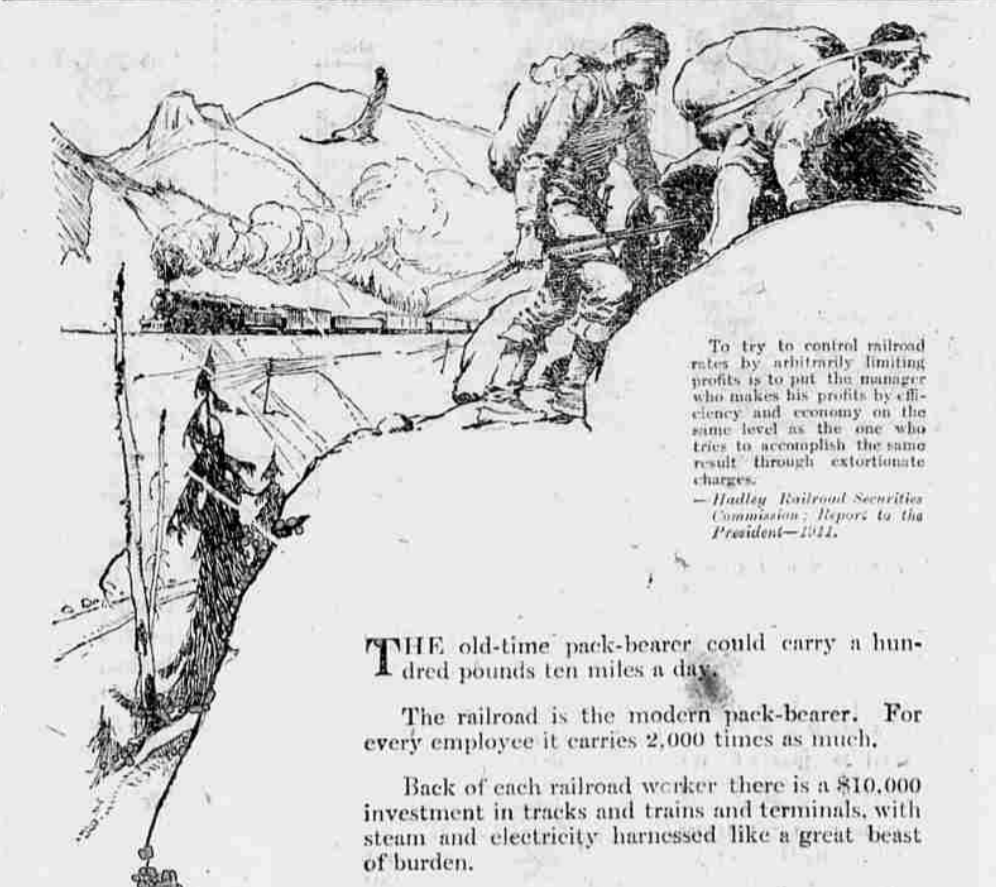 To try to control railroad
rates by arbitrarily limiting
profits is to put the manager
who makes his profits by effi-
ciency and economy on the
same level as the one who
tries to accomplish the same
result through extortionate
charges.
— Hadley Railroad Securities
Commission; Report to the
President—1911.
THE old-time pack-bearer could carry a hun-
dred pounds ten miles a day.
The railroad is the modern pack-bearer. For
every employee it carries 2,000 times as much.
Back of each railroad worker there is a $10,000
investment in tracks and trains and terminals, with
steam and electricity harnessed like a great beast
of burden.